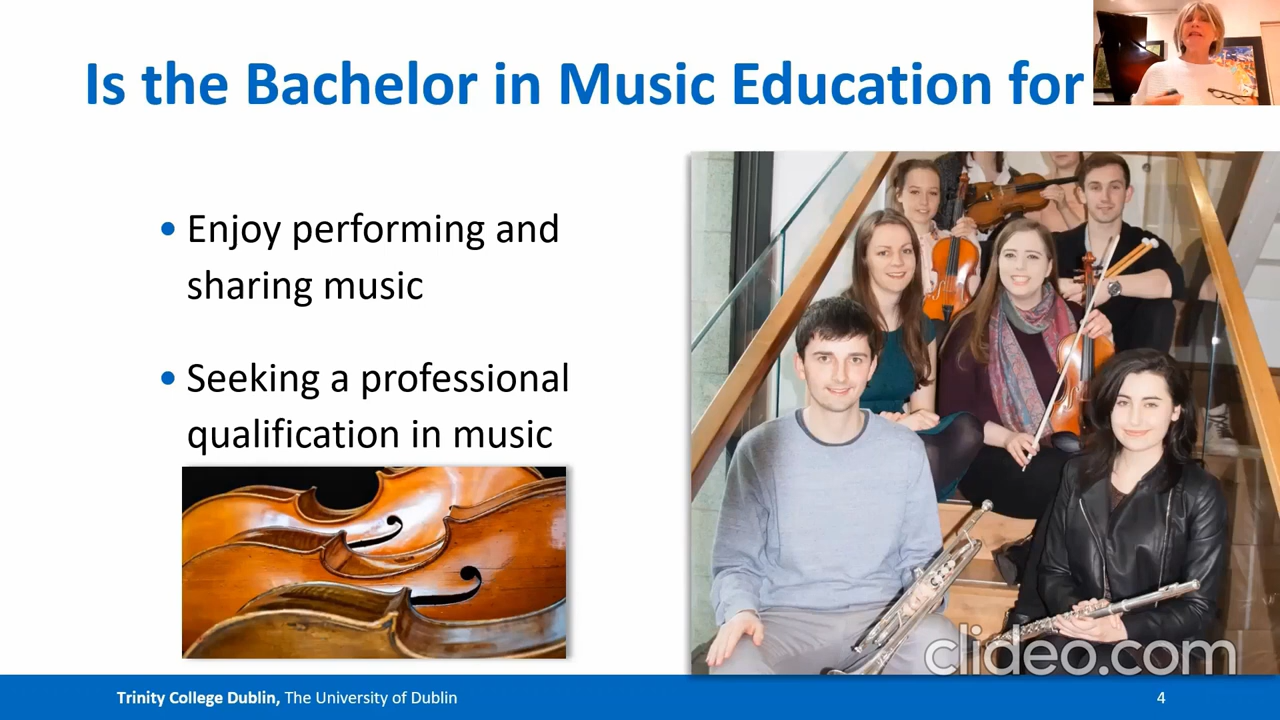 Is the Bachelor in Music Education for
• Enjoy performing and
sharing music
• Seeking a professional
qualification in music
clideo.com
Trinity College Dublin, The University of Dublin
4